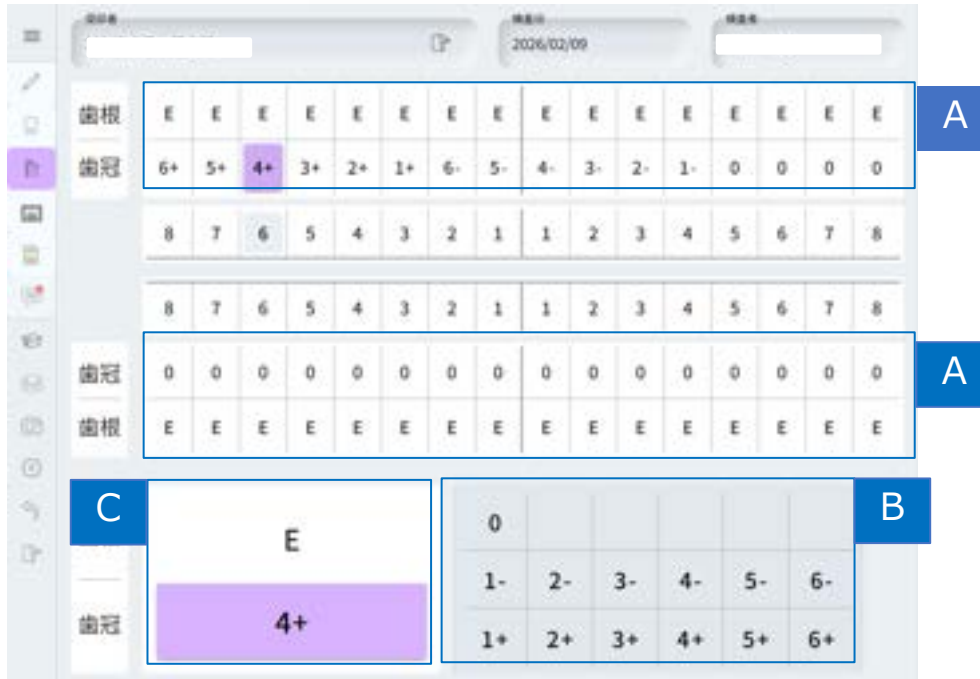 2026/02/09
歯根 E E E E E E E E E E E E E E E E A
歯冠 6+ 5+ 4+ 3+ 2+ 1+ 6- 5- 4- 3- 2- 1- 0 0 0 0
8 7 6 5 4 3 2 1 1 2 3 4 5 6 7 8
8 7 6 5 4 3 2 1 1 2 3 4 5 6 7 8
歯冠 0 0 0 0 0 0 0 0 0 0 0 0 0 0 0 0 A
歯根 E E E E E E E E E E E E E E E E
C E 0 B
1- 2- 3- 4- 5- 6-
歯冠 4+ 1+ 2+ 3+ 4+ 5+ 6+